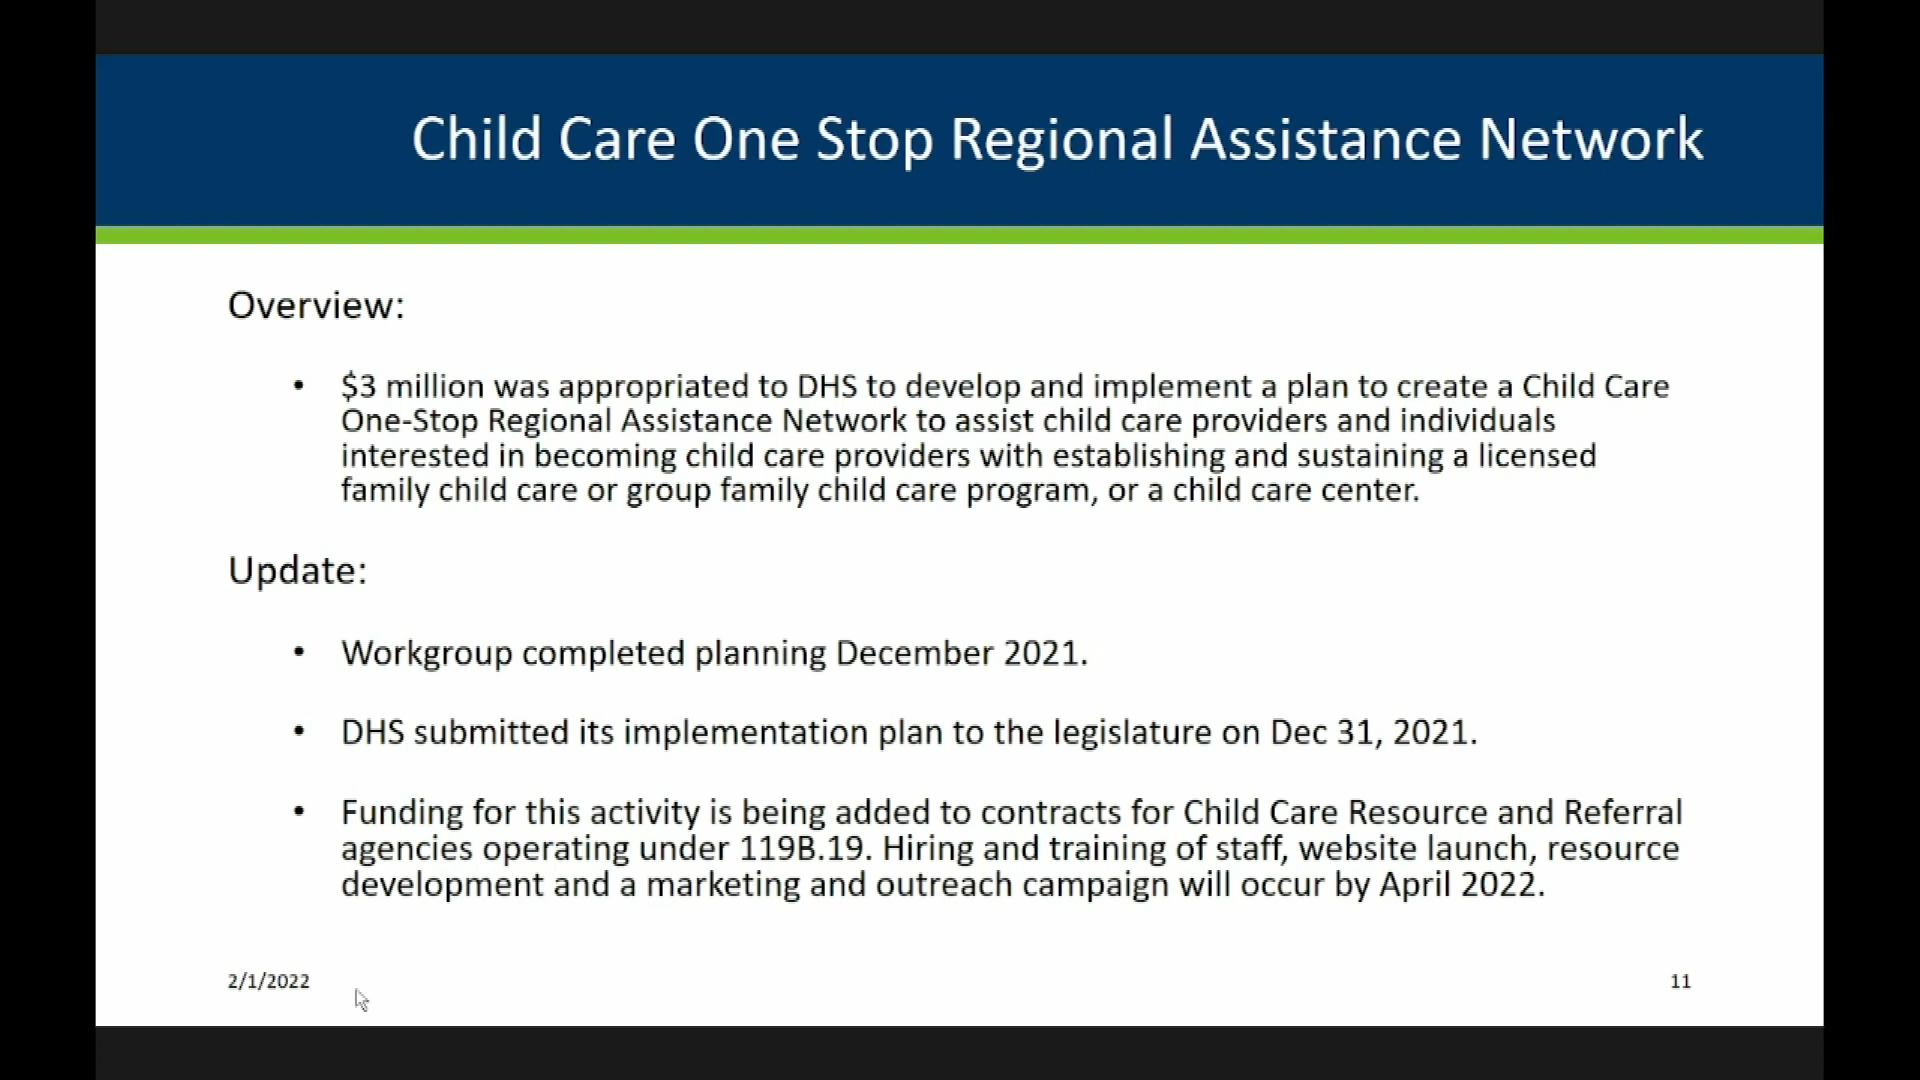 Child Care One Stop Regional Assistance Network
Overview:
• $3 million was appropriated to DHS to develop and implement a plan to create a Child Care
One-Stop Regional Assistance Network to assist child care providers and individuals
interested in becoming child care providers with establishing and sustaining a licensed
family child care or group family child care program, or a child care center.
Update:
• Workgroup completed planning December 2021.
• DHS submitted its implementation plan to the legislature on Dec 31, 2021.
• Funding for this activity is being added to contracts for Child Care Resource and Referral
agencies operating under 119B.19. Hiring and training of staff, website launch, resource
development and a marketing and outreach campaign will occur by April 2022.
2/1/2022
11